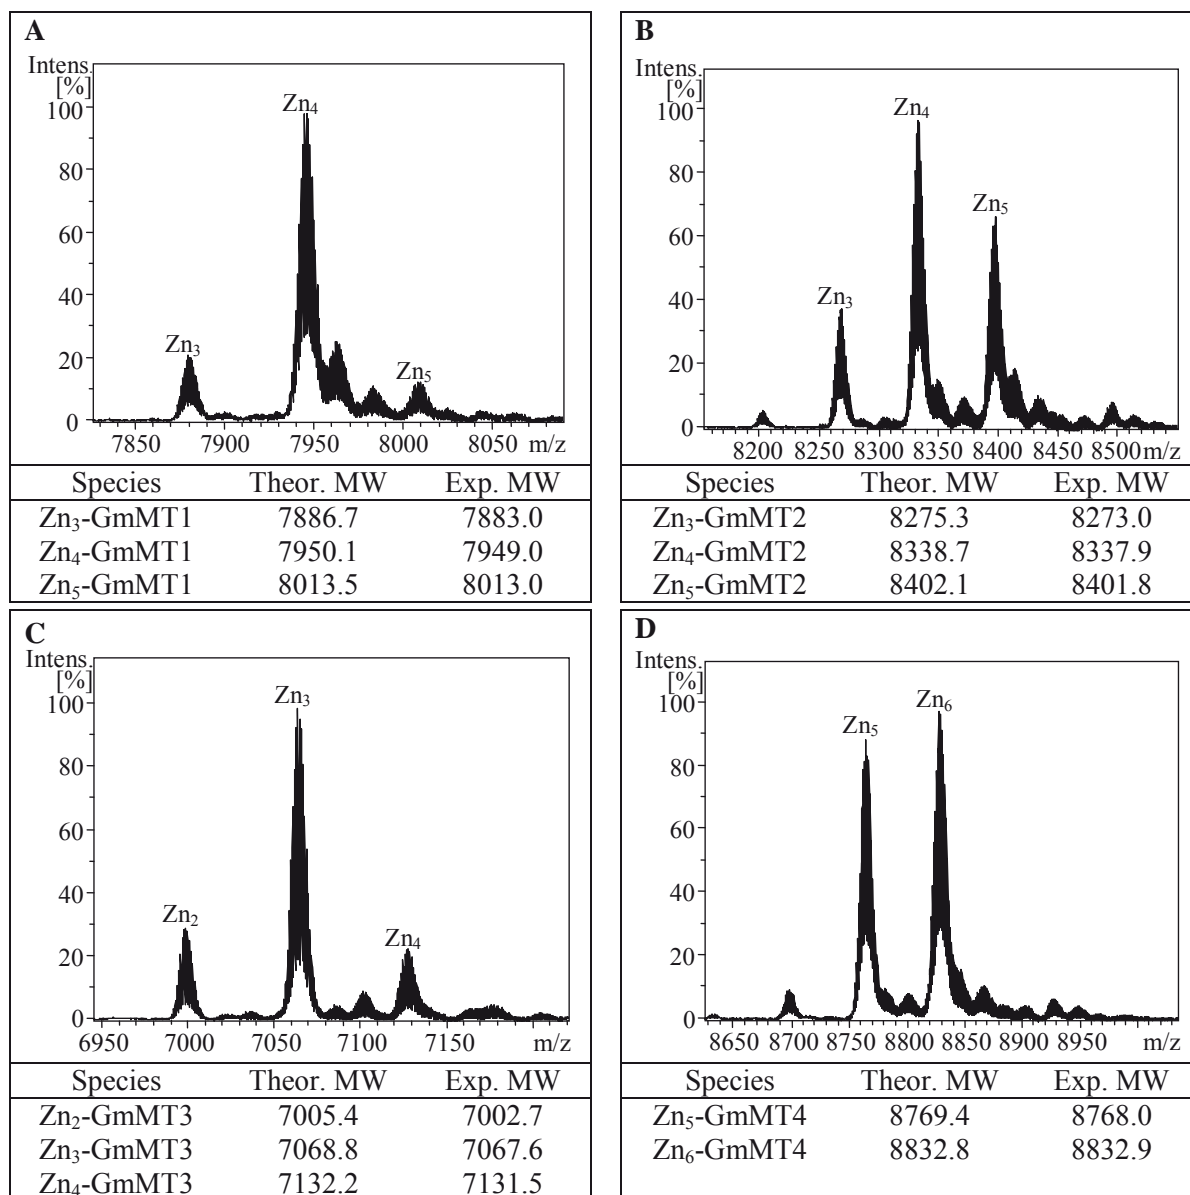 A
Intens.
[%]
100
80
60
40
20
0
Zn₃
Zn₄
Zn₅
7850 7900 7950 8000 8050 m/z
Species Theor. MW Exp. MW
Zn₃-GmMT1 7886.7 7883.0
Zn₄-GmMT1 7950.1 7949.0
Zn₅-GmMT1 8013.5 8013.0
B
Intens.
[%]
100
80
60
40
20
0
Zn₃
Zn₄
Zn₅
8200 8250 8300 8350 8400 8450 8500 m/z
Species Theor. MW Exp. MW
Zn₃-GmMT2 8275.3 8273.0
Zn₄-GmMT2 8338.7 8337.9
Zn₅-GmMT2 8402.1 8401.8
C
Intens.
[%]
100
80
60
40
20
0
Zn₂
Zn₃
Zn₄
6950 7000 7050 7100 7150 m/z
Species Theor. MW Exp. MW
Zn₂-GmMT3 7005.4 7002.7
Zn₃-GmMT3 7068.8 7067.6
Zn₄-GmMT3 7132.2 7131.5
D
Intens.
[%]
100
80
60
40
20
0
Zn₅
Zn₆
8650 8700 8750 8800 8850 8900 8950 m/z
Species Theor. MW Exp. MW
Zn₅-GmMT4 8769.4 8768.0
Zn₆-GmMT4 8832.8 8832.9